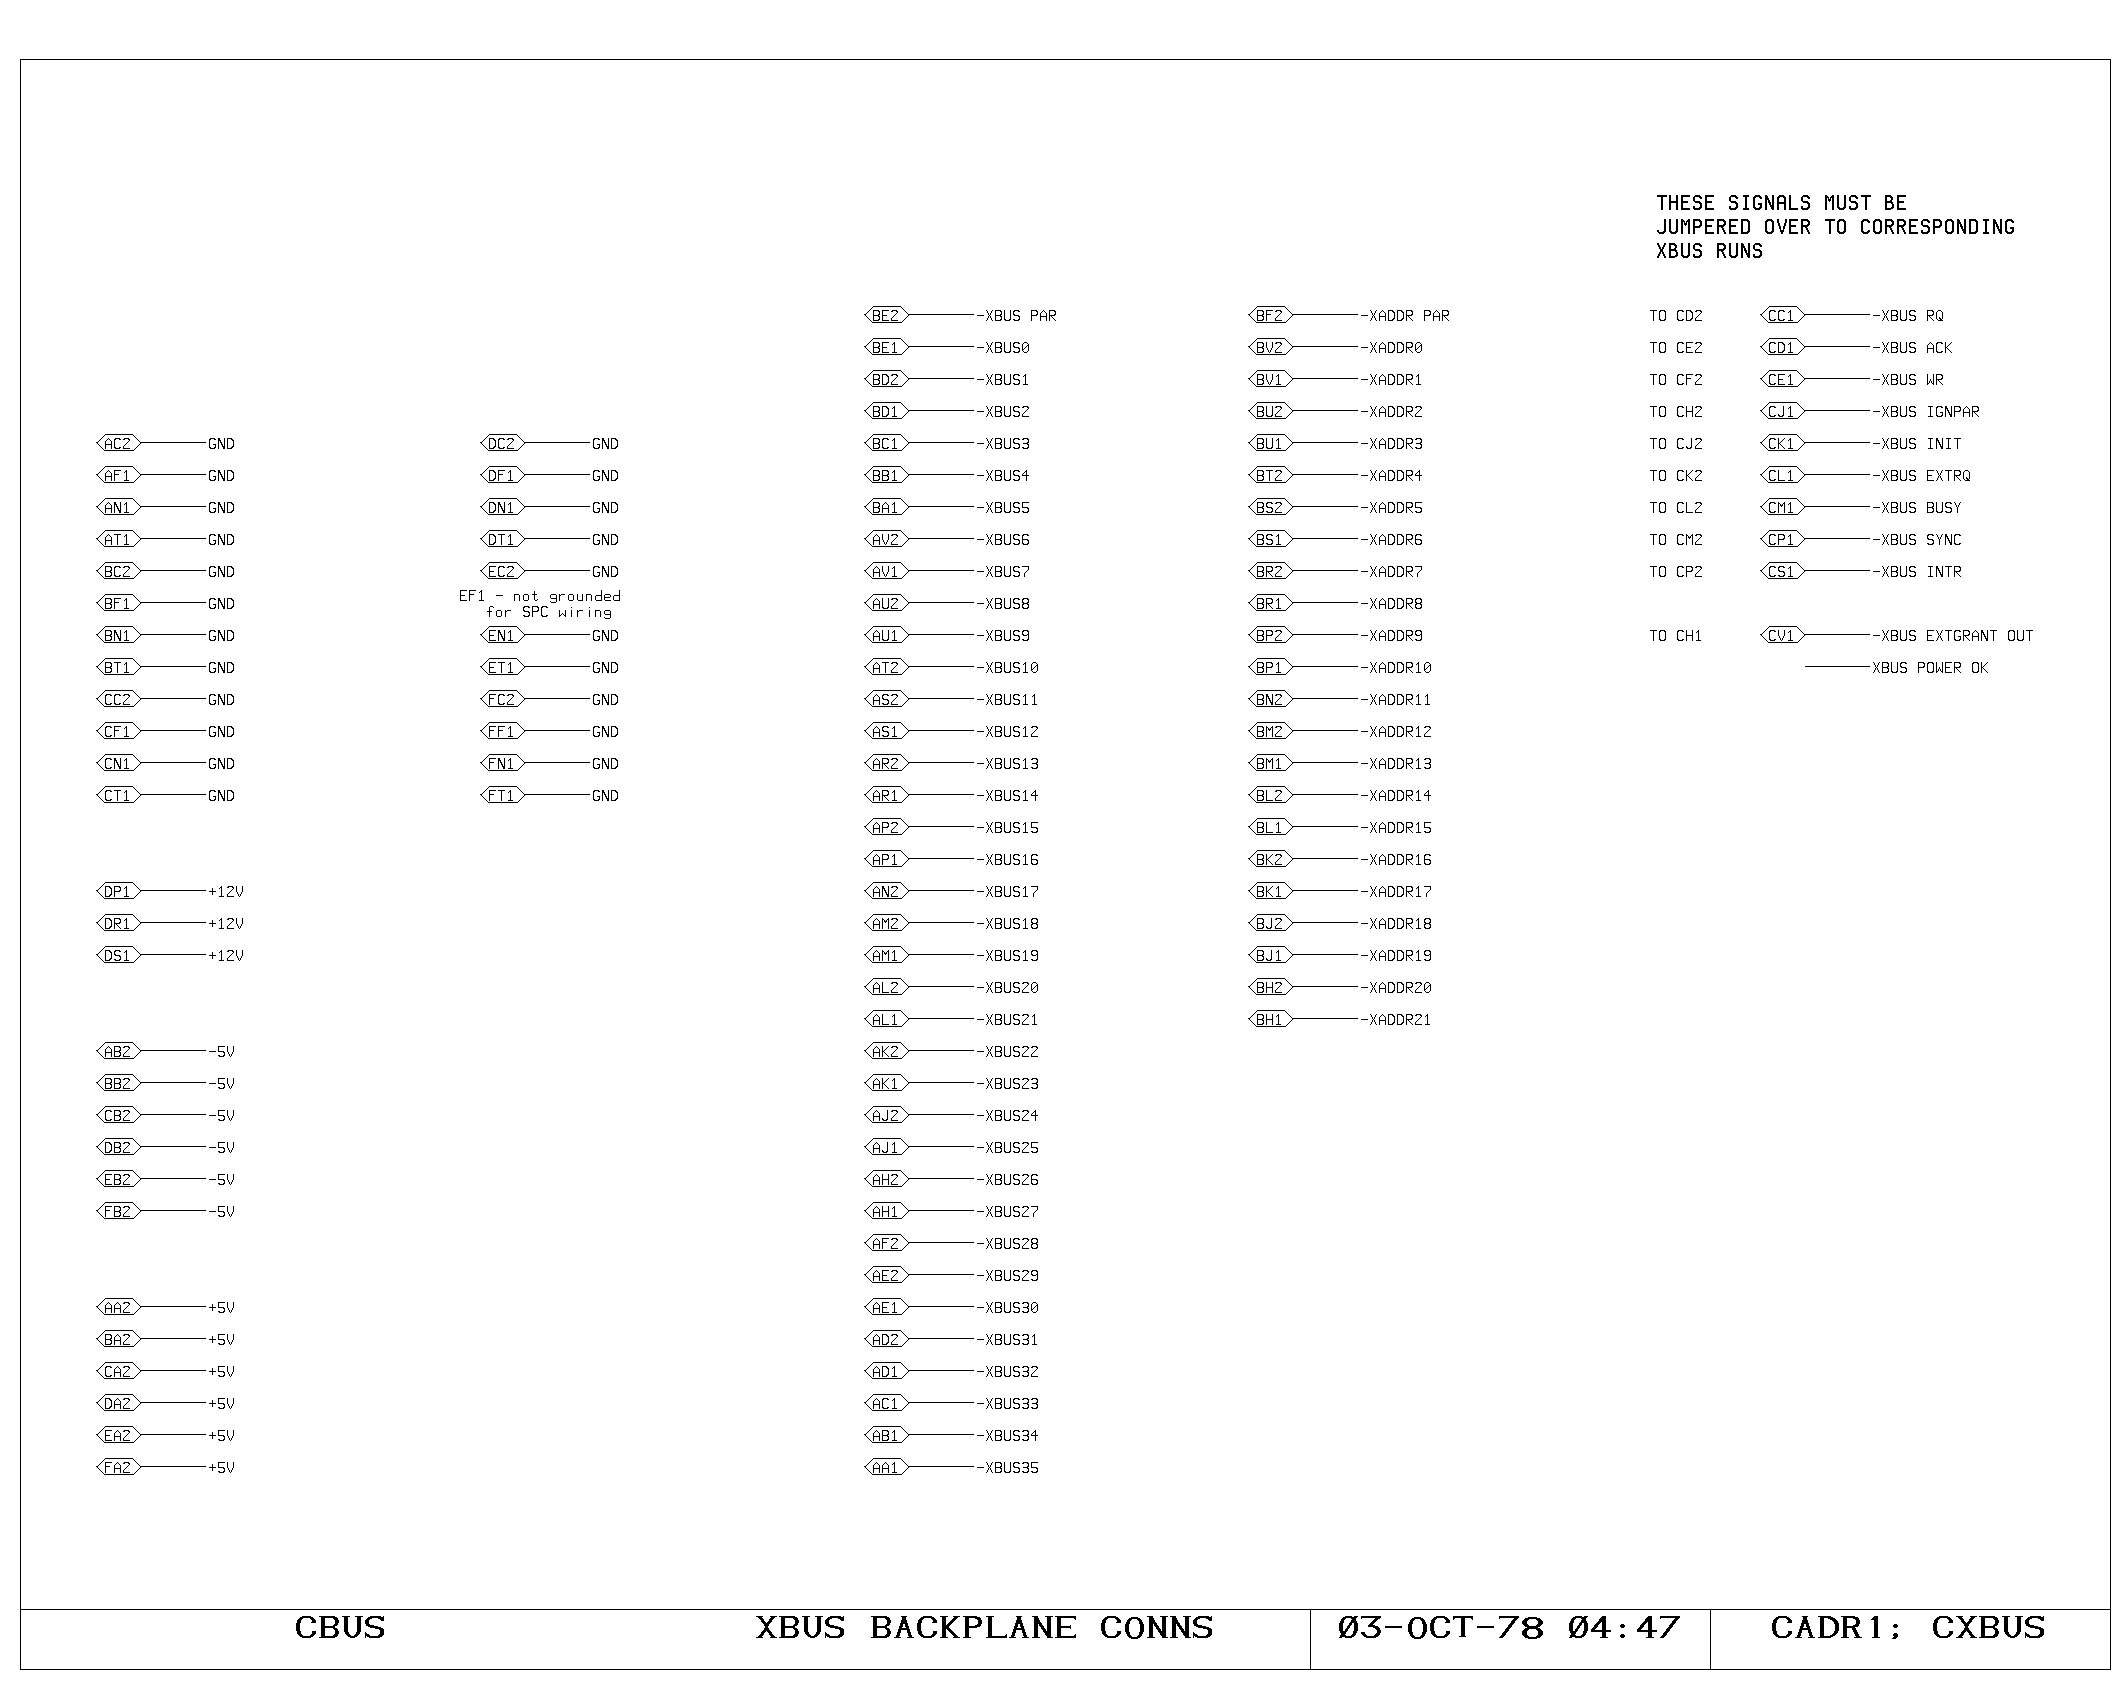 THESE SIGNALS MUST BE
JUMPERED OVER TO CORRESPONDING
XBUS RUNS
BE2 -XBUS PAR BF2 -XADDR PAR TO CD2 CC1 -XBUS RQ
BE1 -XBUS0 BV2 -XADDR0 TO CE2 CD1 -XBUS ACK
BD2 -XBUS1 BV1 -XADDR1 TO CF2 CE1 -XBUS WR
BD1 -XBUS2 BU2 -XADDR2 TO CH2 CJ1 -XBUS IGNPAR
AC2 GND DC2 GND BC1 -XBUS3 BU1 -XADDR3 TO CJ2 CK1 -XBUS INIT
AF1 GND DF1 GND BB1 -XBUS4 BT2 -XADDR4 TO CK2 CL1 -XBUS EXTRQ
AN1 GND DN1 GND BA1 -XBUS5 BS2 -XADDR5 TO CL2 CM1 -XBUS BUSY
AT1 GND DT1 GND AV2 -XBUS6 BS1 -XADDR6 TO CM2 CP1 -XBUS SYNC
BC2 GND EC2 GND AV1 -XBUS7 BR2 -XADDR7 TO CP2 CS1 -XBUS INTR
EF1 - not grounded
BF1 GND AU2 -XBUS8 BR1 -XADDR8
for SPC wiring
BN1 GND EN1 GND AU1 -XBUS9 BP2 -XADDR9 TO CH1 CV1 -XBUS EXTGRANT OUT
BT1 GND ET1 GND AT2 -XBUS10 BP1 -XADDR10 XBUS POWER OK
CC2 GND FC2 GND AS2 -XBUS11 BN2 -XADDR11
CF1 GND FF1 GND AS1 -XBUS12 BM2 -XADDR12
CN1 GND FN1 GND AR2 -XBUS13 BM1 -XADDR13
CT1 GND FT1 GND AR1 -XBUS14 BL2 -XADDR14
AP2 -XBUS15 BL1 -XADDR15
AP1 -XBUS16 BK2 -XADDR16
DP1 +12V AN2 -XBUS17 BK1 -XADDR17
DR1 +12V AM2 -XBUS18 BJ2 -XADDR18
DS1 +12V AM1 -XBUS19 BJ1 -XADDR19
AL2 -XBUS20 BH2 -XADDR20
AL1 -XBUS21 BH1 -XADDR21
AB2 -5V AK2 -XBUS22
BB2 -5V AK1 -XBUS23
CB2 -5V AJ2 -XBUS24
DB2 -5V AJ1 -XBUS25
EB2 -5V AH2 -XBUS26
FB2 -5V AH1 -XBUS27
AF2 -XBUS28
AE2 -XBUS29
AA2 +5V AE1 -XBUS30
BA2 +5V AD2 -XBUS31
CA2 +5V AD1 -XBUS32
DA2 +5V AC1 -XBUS33
EA2 +5V AB1 -XBUS34
FA2 +5V AA1 -XBUS35
CBUS XBUS BACKPLANE CONNS Ø3-OCT-78 Ø4:47 CADR1; CXBUS